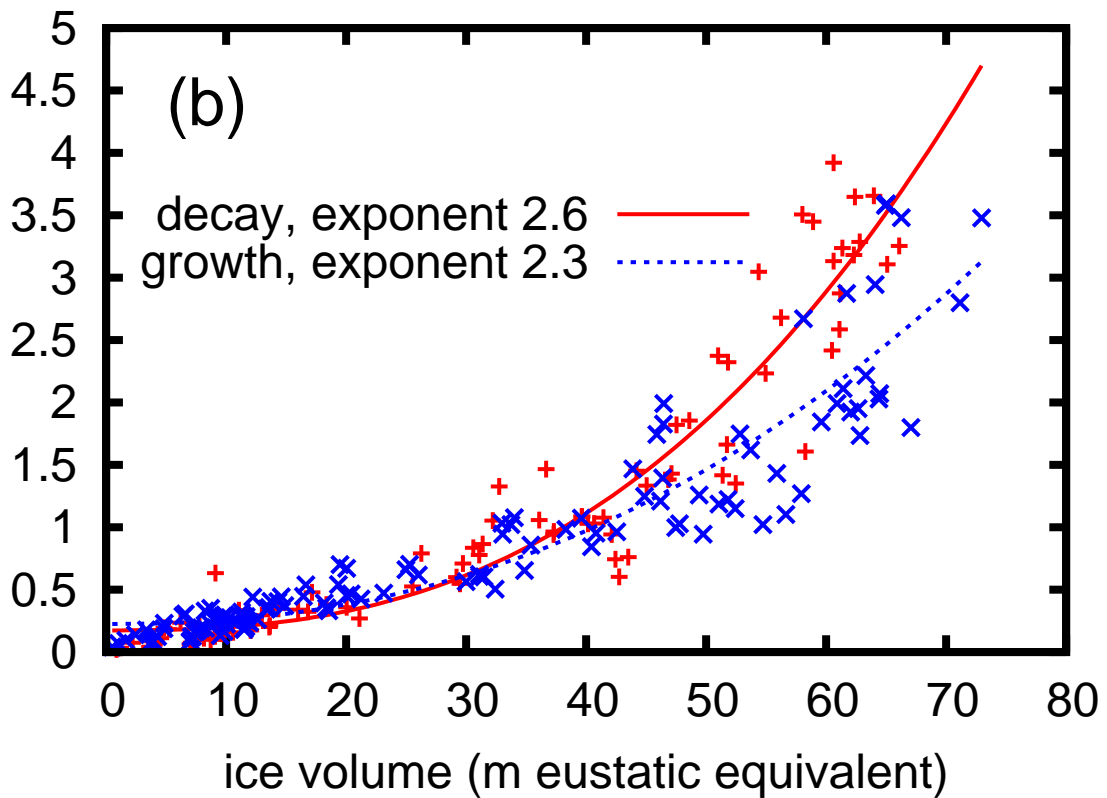 5
4.5
(b)
4
3.5
decay, exponent 2.6
growth, exponent 2.3
3
2.5
2
1.5
1
0.5
0
0 10 20 30 40 50 60 70 80
ice volume (m eustatic equivalent)